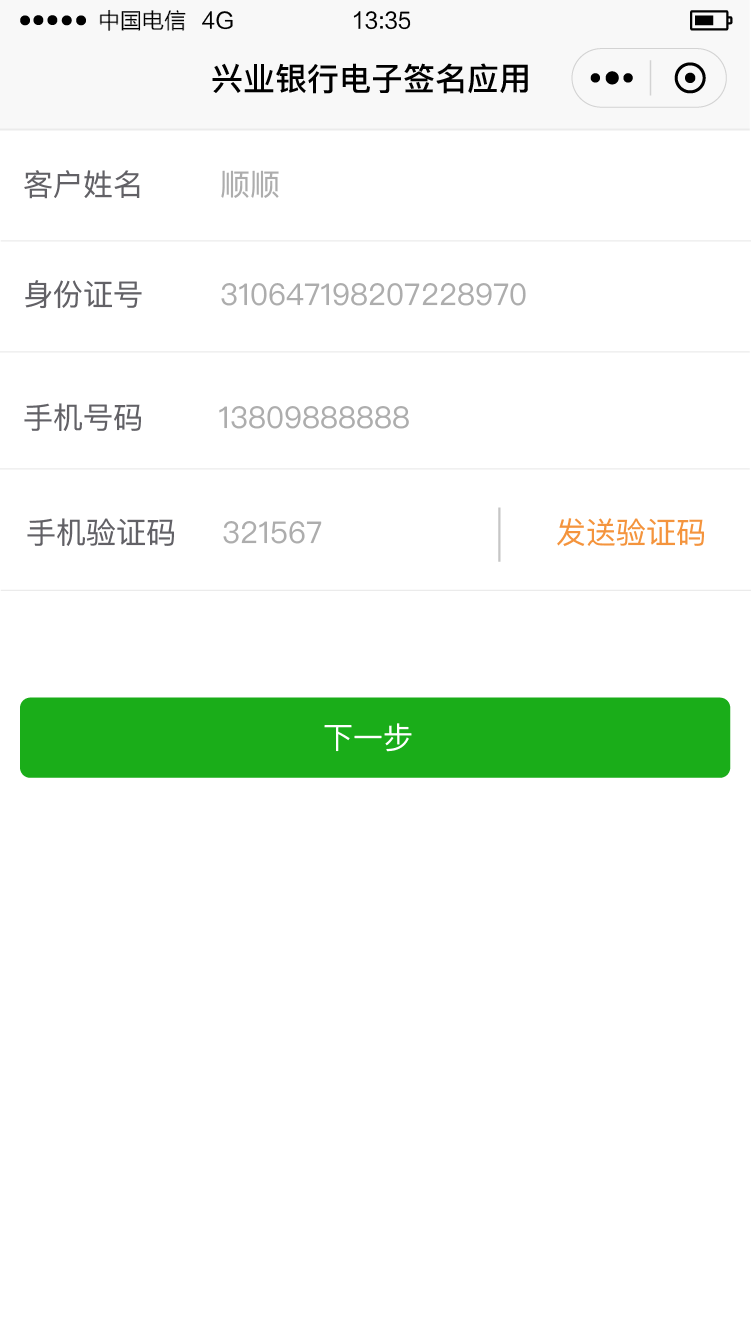 中国电信 4G 13:35
兴业银行电子签名应用
客户姓名 顺顺
身份证号 310647198207228970
手机号码 13809888888
手机验证码 321567 发送验证码
下一步